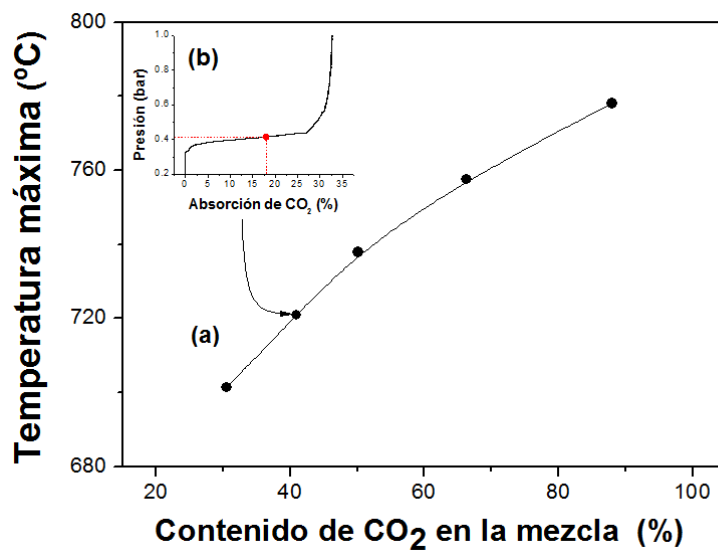 Temperatura máxima (ºC)
800
760
720
680
(b)
Presión (bar)
1.0
0.8
0.6
0.4
0.2
0 5 10 15 20 25 30 35
Absorción de CO2 (%)
(a)
20 40 60 80 100
Contenido de CO2 en la mezcla (%)